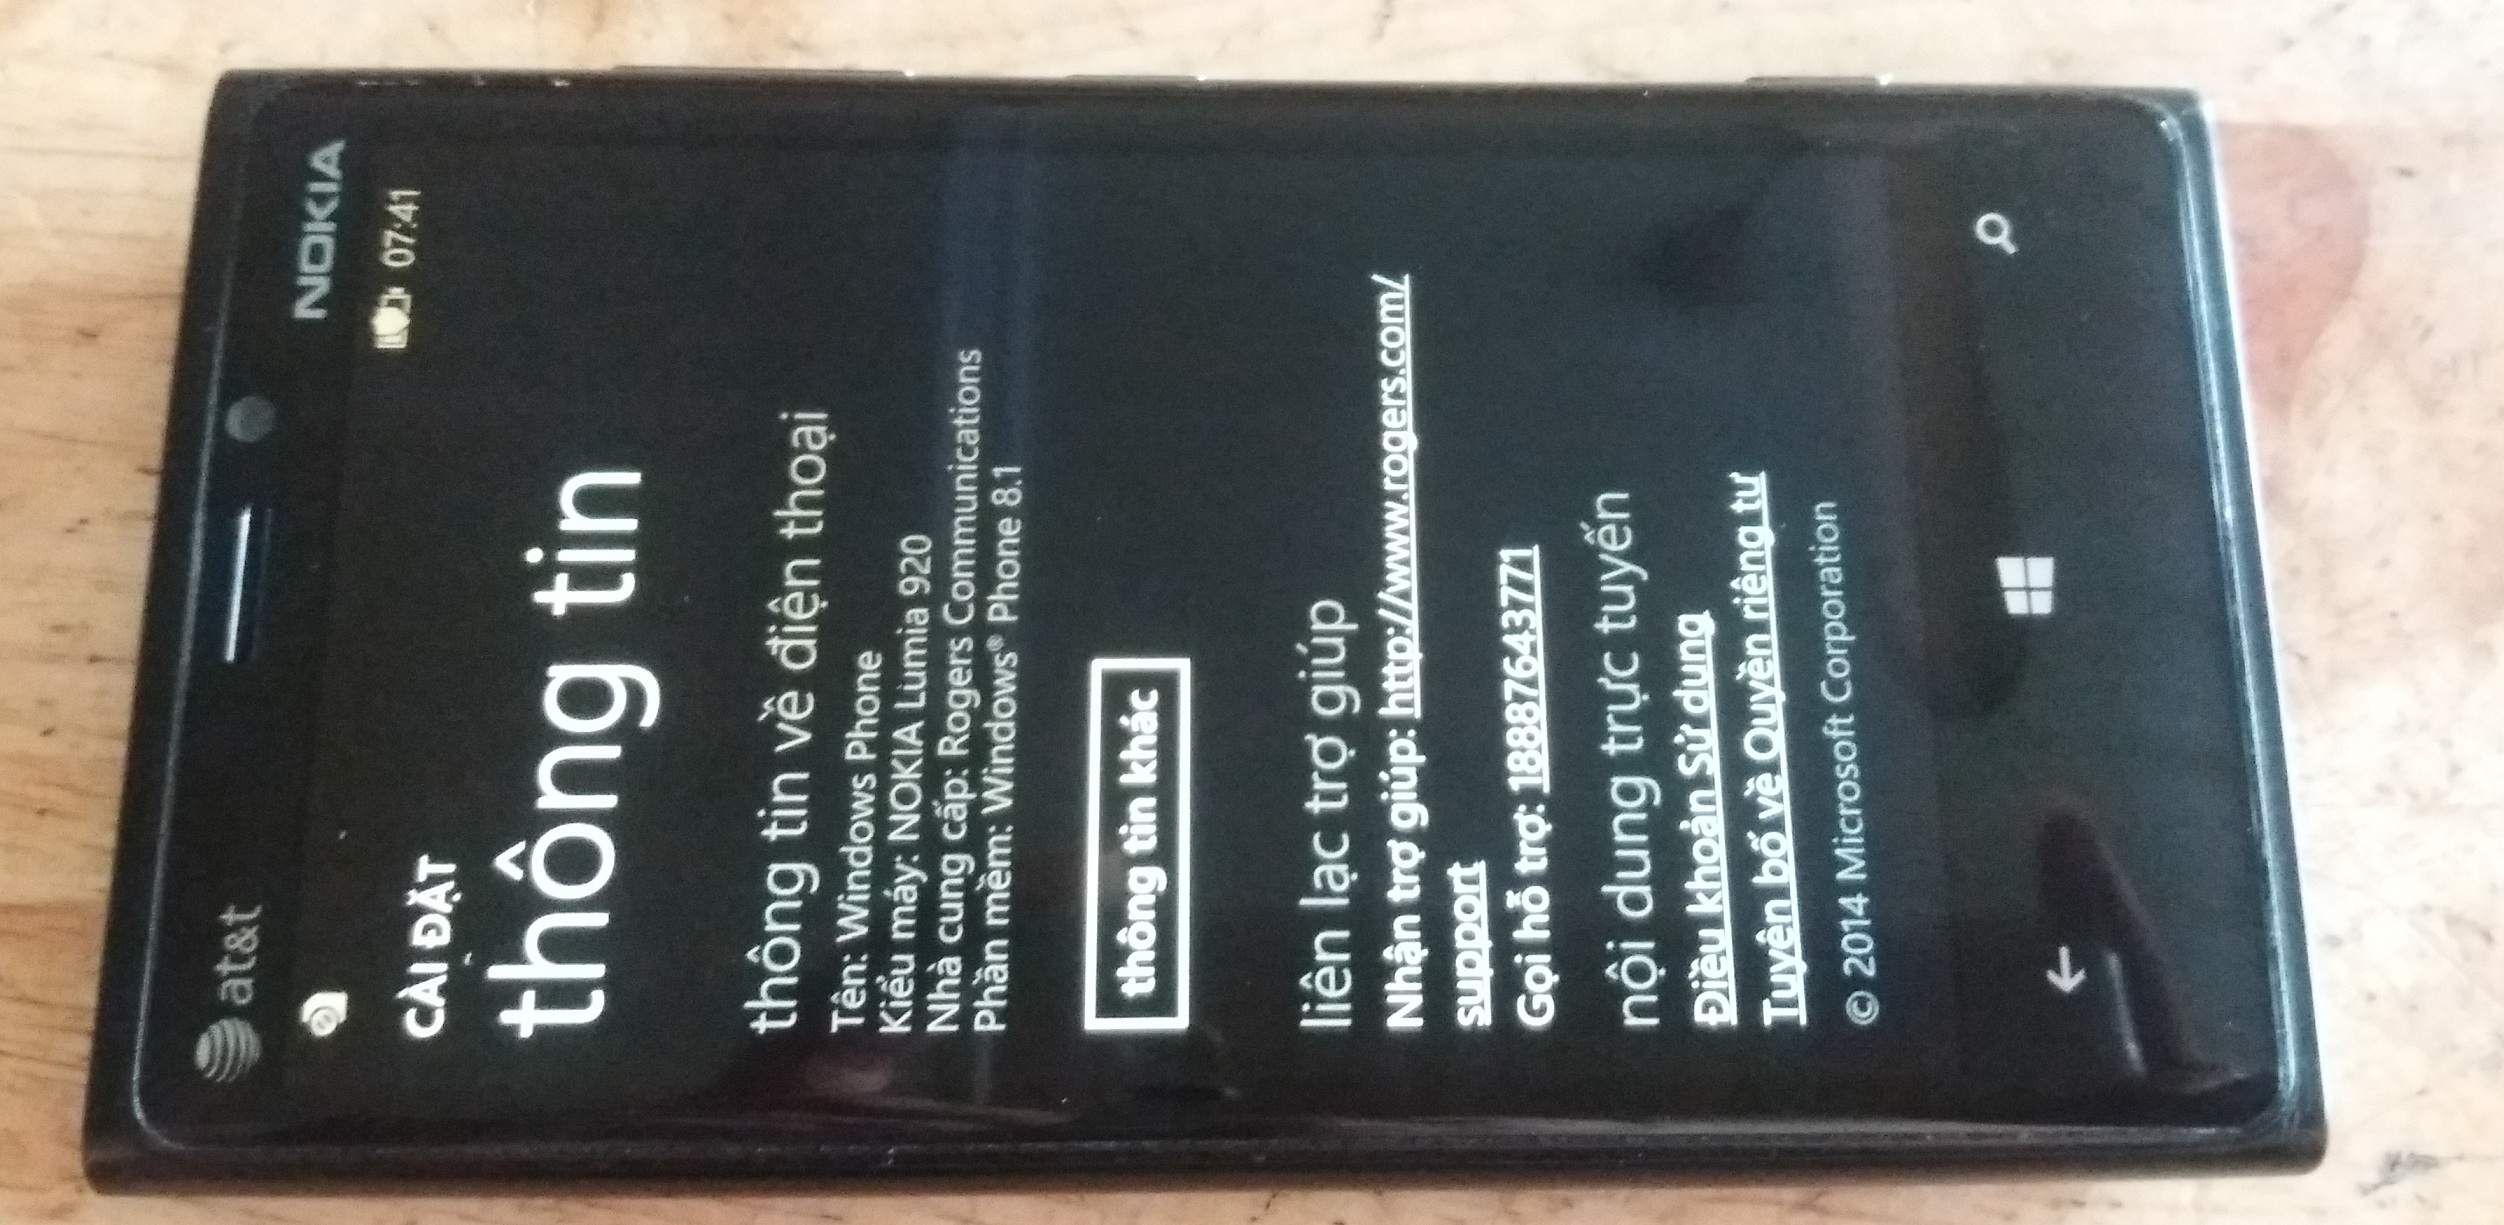 at&t
NOKIA
07:41
CÀI ĐẶT
thông tin
thông tin về điện thoại
Tên: Windows Phone
Kiểu máy: NOKIA Lumia 920
Nhà cung cấp: Rogers Communications
Phần mềm: Windows® Phone 8.1
thông tin khác
liên lạc trợ giúp
Nhận trợ giúp: http://www.rogers.com/
support
Gọi hỗ trợ: 18887643771
nội dung trực tuyến
Điều khoản Sử dụng
Tuyên bố về Quyền riêng tư
© 2014 Microsoft Corporation